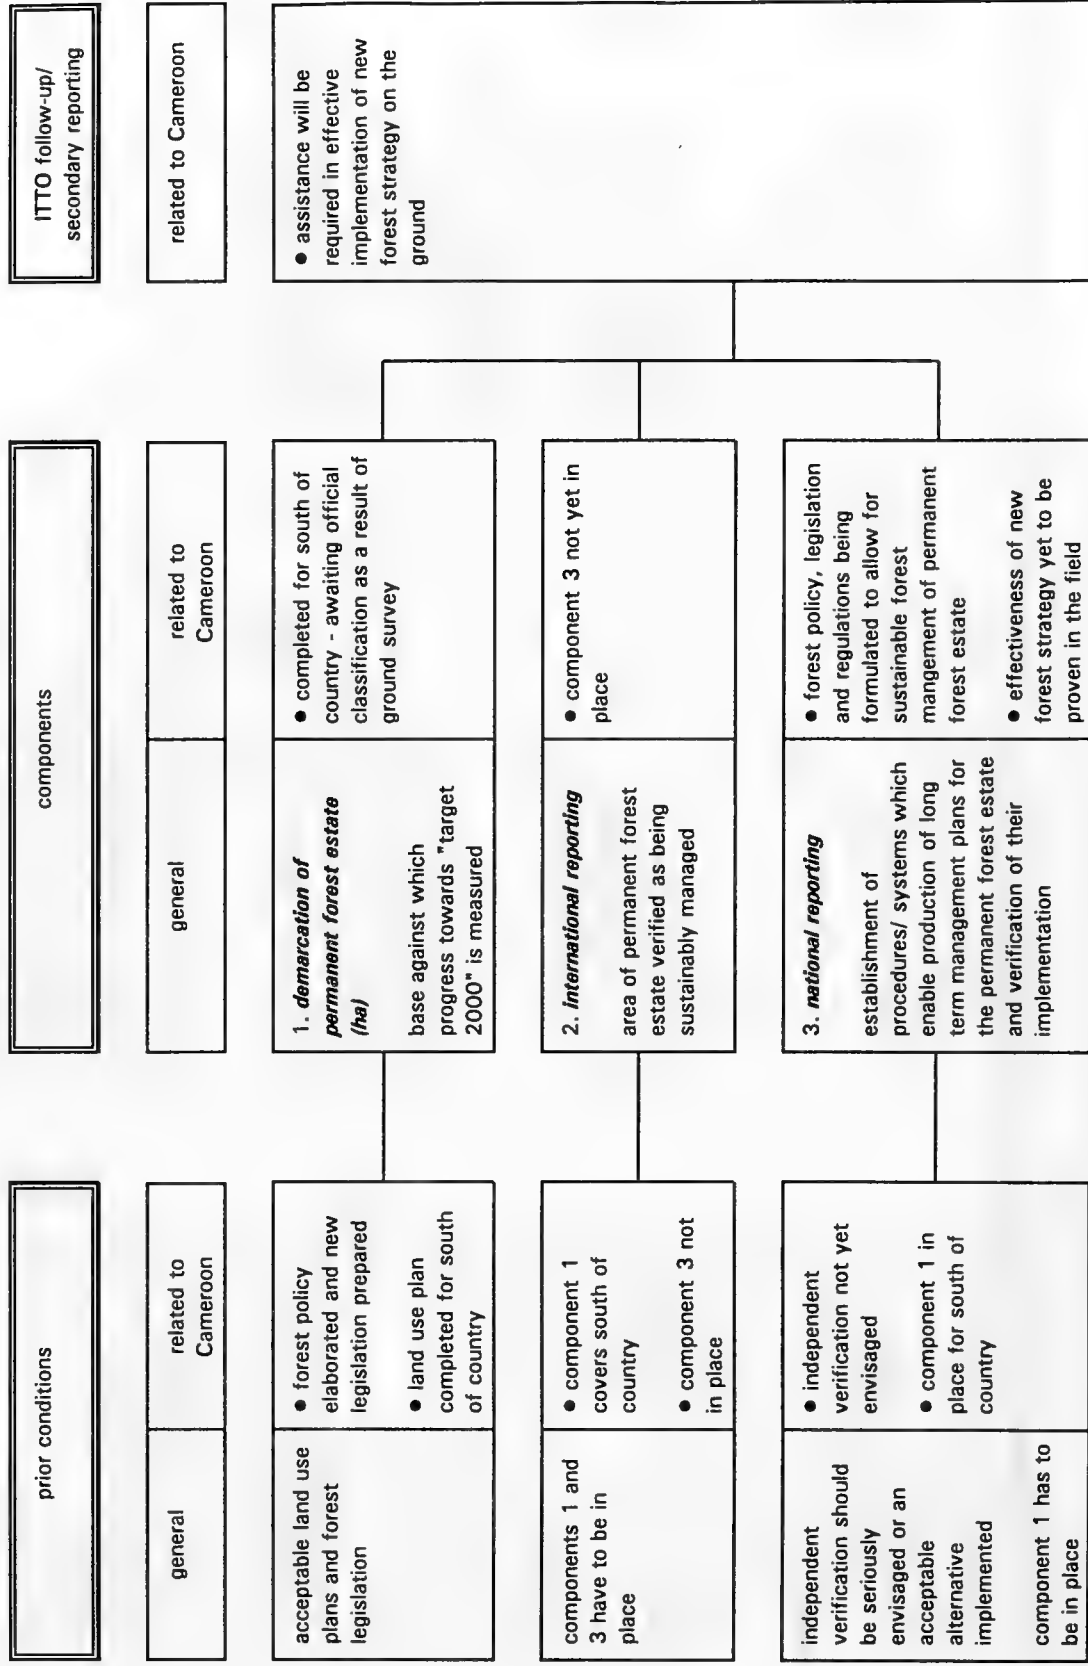 prior conditions
components
ITTO follow-up/
secondary reporting
general
related to
Cameroon
general
related to
Cameroon
related to Cameroon
acceptable land use
plans and forest
legislation
● forest policy
elaborated and new
legislation prepared
● land use plan
completed for south
of country
1. demarcation of
permanent forest estate
(ha)
base against which
progress towards "target
2000" is measured
● completed for south of
country - awaiting official
classification as a result of
ground survey
● assistance will be
required in effective
implementation of new
forest strategy on the
ground
components 1 and
3 have to be in
place
● component 1
covers south of
country
● component 3 not
in place
2. international reporting
area of permanent forest
estate verified as being
sustainably managed
● component 3 not yet in
place
independent
verification should
be seriously
envisaged or an
acceptable
alternative
implemented
component 1 has to
be in place
● independent
verification not yet
envisaged
● component 1 in
place for south of
country
3. national reporting
establishment of
procedures/ systems which
enable production of long
term management plans for
the permanent forest estate
and verification of their
implementation
● forest policy, legislation
and regulations being
formulated to allow for
sustainable forest
mangement of permanent
forest estate
● effectiveness of new
forest strategy yet to be
proven in the field